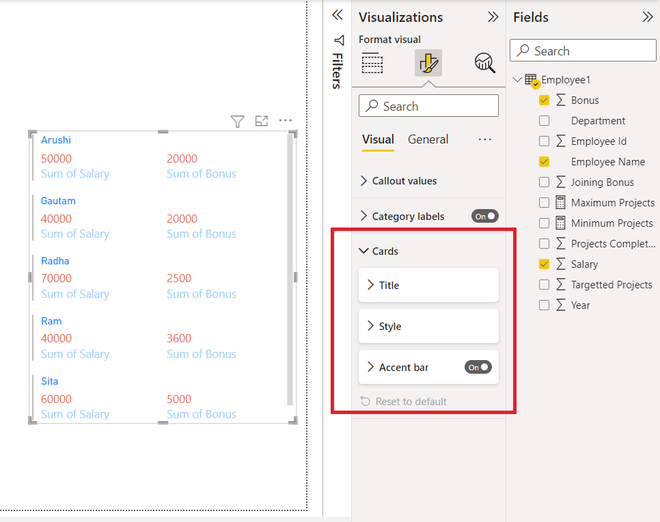 Arushi
50000 20000
Sum of Salary Sum of Bonus
Gautam
40000 20000
Sum of Salary Sum of Bonus
Radha
70000 2500
Sum of Salary Sum of Bonus
Ram
40000 3600
Sum of Salary Sum of Bonus
Sita
60000 5000
Sum of Salary Sum of Bonus
Filters
Visualizations
Format visual
Search
Visual General
Callout values
Category labels On
Cards
Title
Style
Accent bar On
Reset to default
Fields
Search
Employee1
Bonus
Department
Employee Id
Employee Name
Joining Bonus
Maximum Projects
Minimum Projects
Projects Complet...
Salary
Targetted Projects
Year